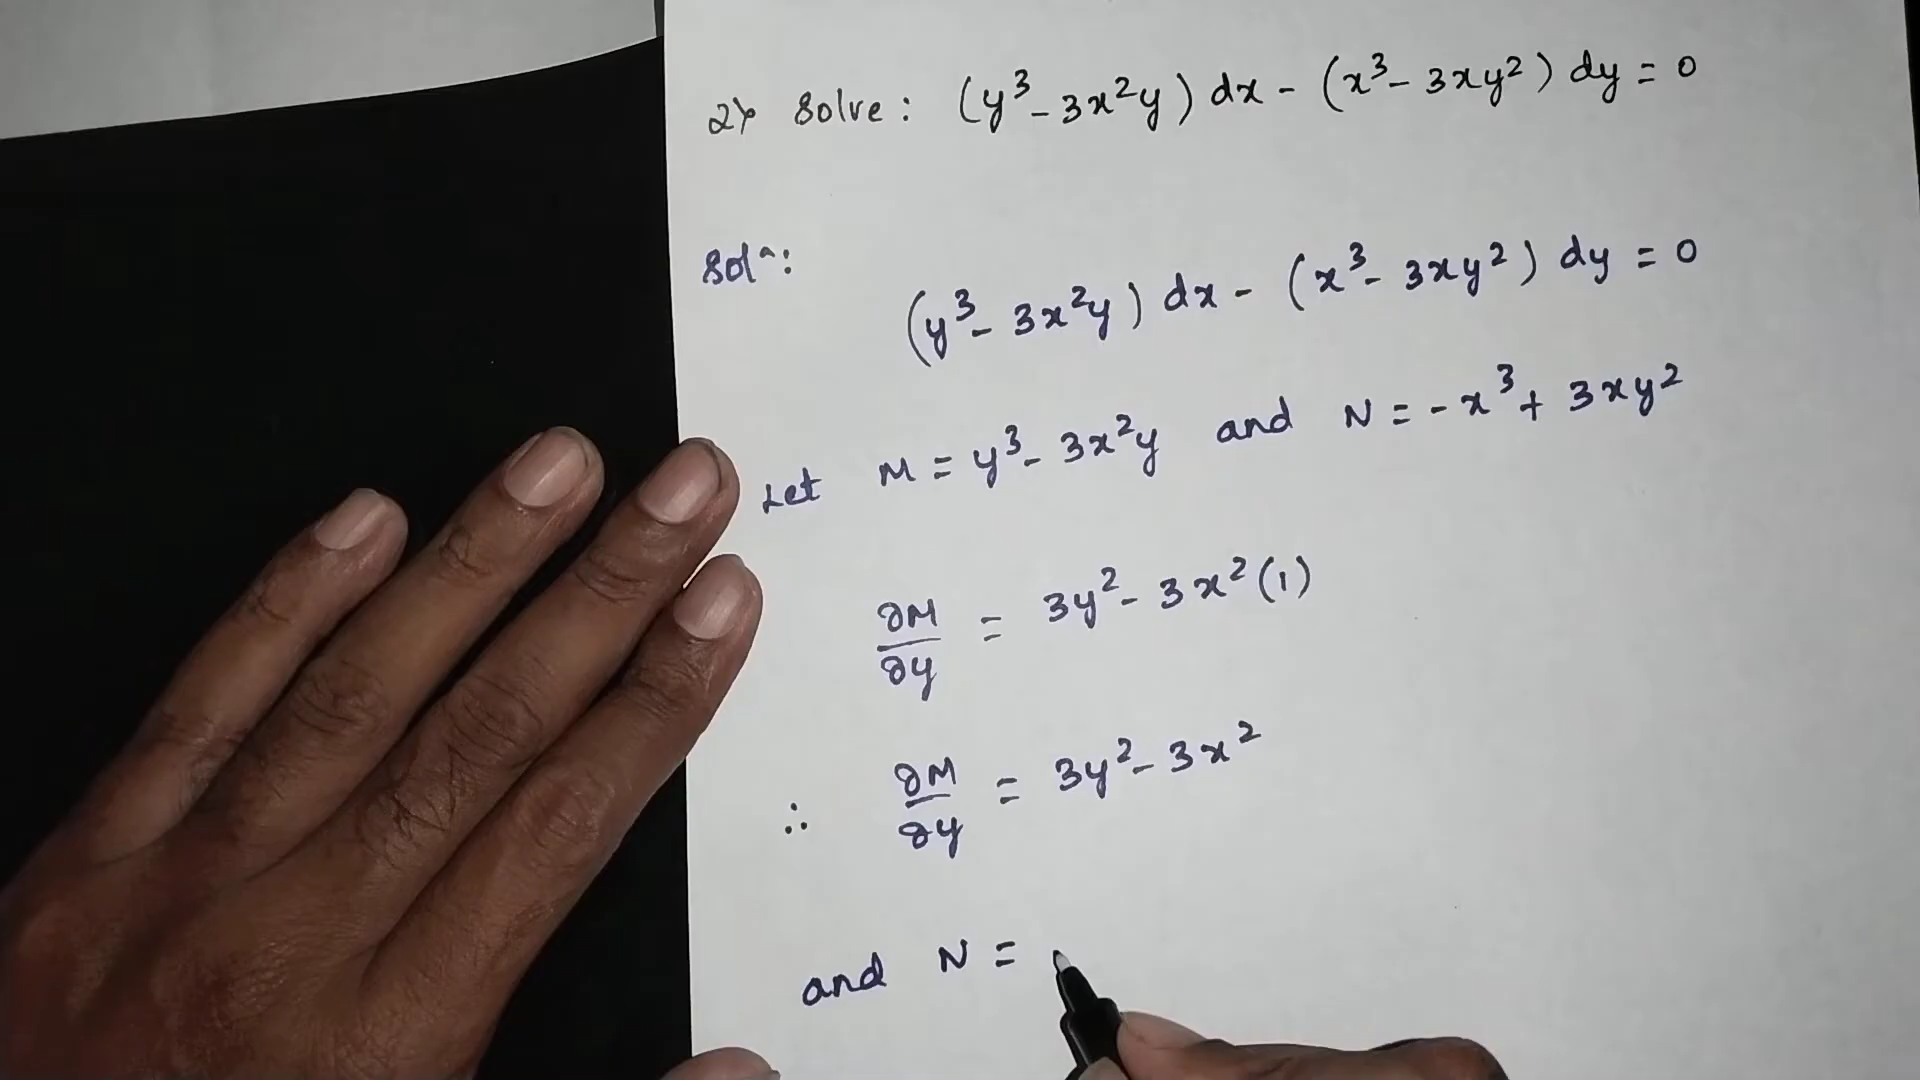 2) Solve: (y³ - 3x²y) dx - (x³ - 3xy²) dy = 0
Solⁿ:
(y³ - 3x²y) dx - (x³ - 3xy²) dy = 0
Let M = y³ - 3x²y and N = -x³ + 3xy²
∂M/∂y = 3y² - 3x²(1)
∴ ∂M/∂y = 3y² - 3x²
and N =